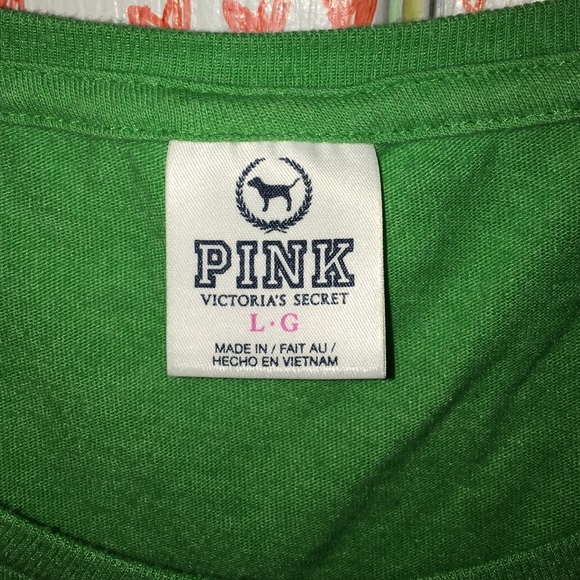 PINK
VICTORIA'S SECRET
L·G
MADE IN / FAIT AU /
HECHO EN VIETNAM